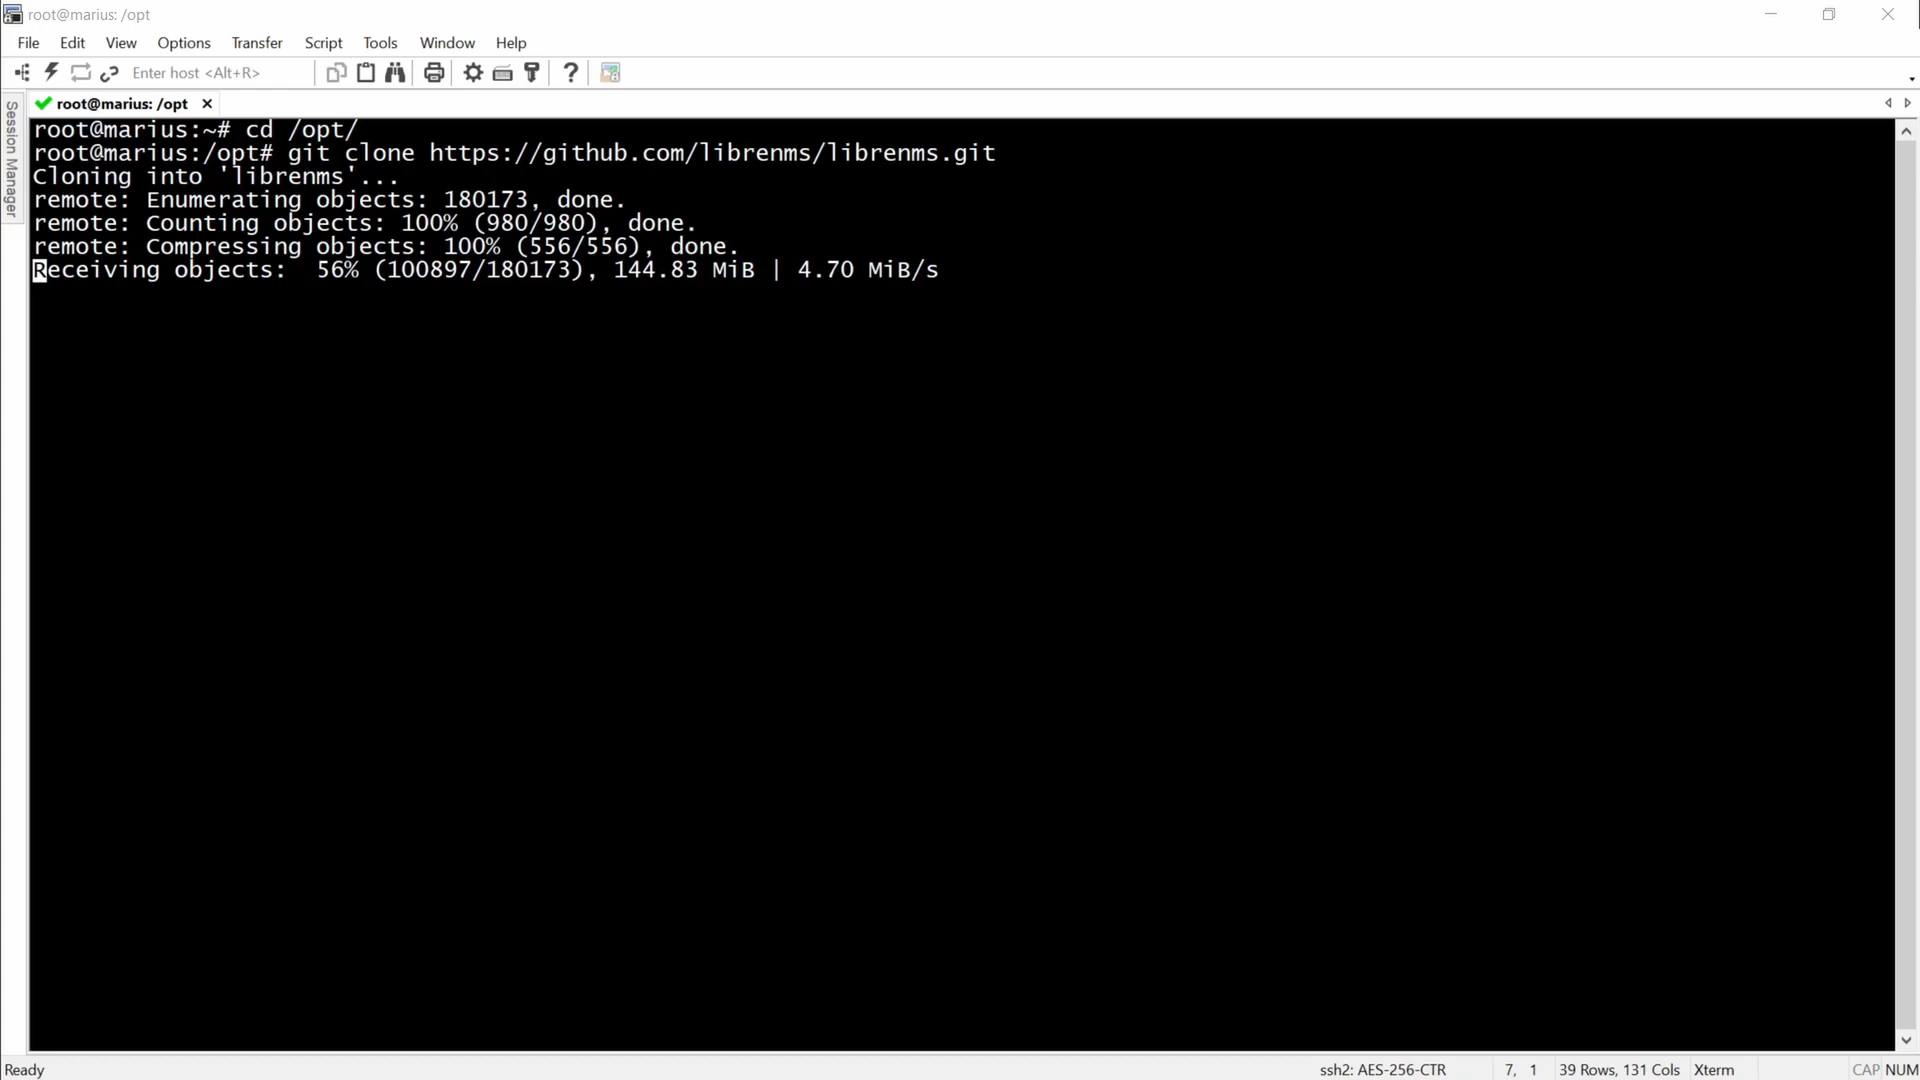 root@marius: /opt
File Edit View Options Transfer Script Tools Window Help
Enter host <Alt+R>
Session Manager
root@marius: /opt
root@marius:~# cd /opt/
root@marius:/opt# git clone https://github.com/librenms/librenms.git
Cloning into 'librenms'...
remote: Enumerating objects: 180173, done.
remote: Counting objects: 100% (980/980), done.
remote: Compressing objects: 100% (556/556), done.
Receiving objects:  56% (100897/180173), 144.83 MiB | 4.70 MiB/s
Ready ssh2: AES-256-CTR 7, 1 39 Rows, 131 Cols Xterm CAP NUM